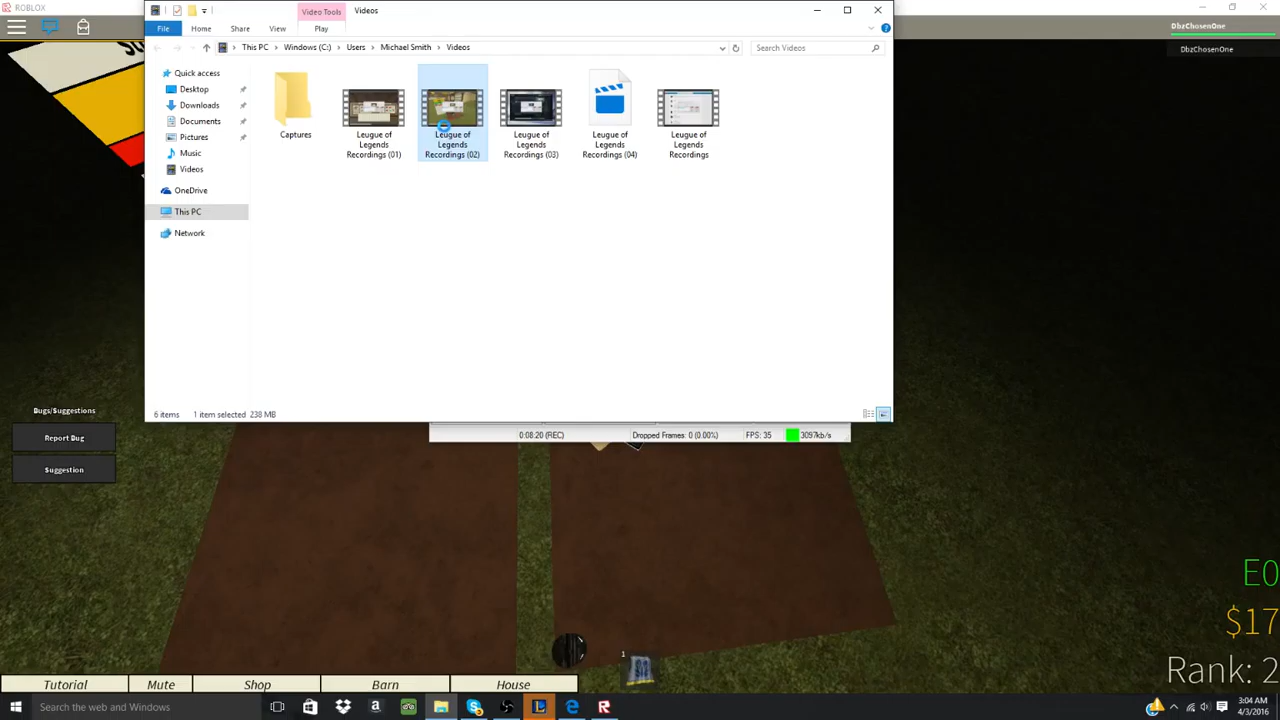 ROBLOX
Video Tools
Videos
File
Home
Share
View
Play
This PC
Windows (C:)
Users
Michael Smith
Videos
Search Videos
DbzChosenOne
DbzChosenOne
Quick access
Desktop
Downloads
Documents
Pictures
Music
Videos
OneDrive
This PC
Network
Captures
Leugue of Legends Recordings (01)
Leugue of Legends Recordings (02)
Leugue of Legends Recordings (03)
Leugue of Legends Recordings (04)
Leugue of Legends Recordings
6 items
1 item selected 238 MB
0:08:20 (REC)
Dropped Frames: 0 (0.00%)
FPS: 35
3097kb/s
Bugs/Suggestions
Report Bug
Suggestion
E0
$17
Rank: 2
1
Tutorial
Mute
Shop
Barn
House
Search the web and Windows
3:04 AM
4/3/2016